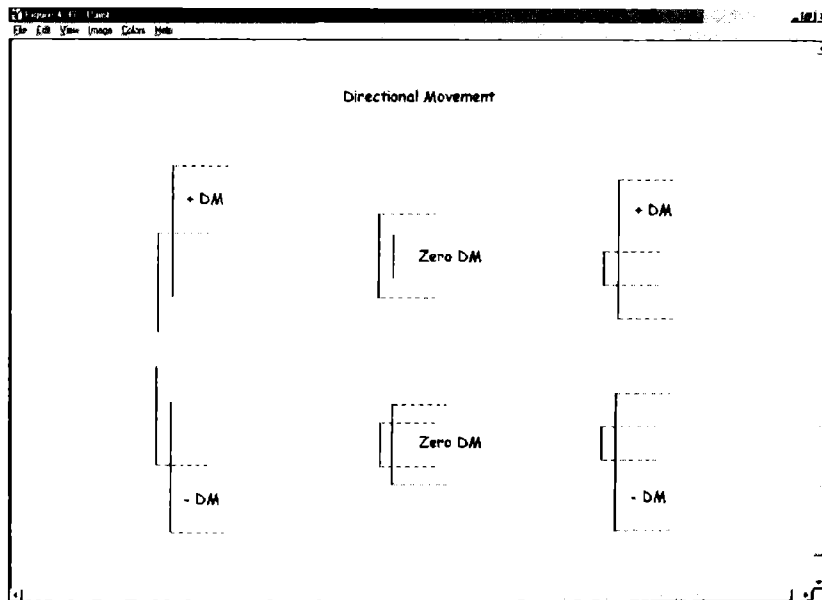 File Edit View Image Colors Help
Directional Movement
+ DM
+ DM
Zero DM
Zero DM
- DM
- DM